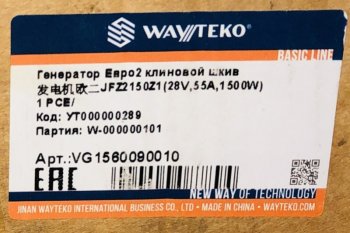 WAYTEKO®
BASIC LINE
Генератор Евро2 клиновой шкив
发电机欧二JFZ2150Z1(28V,55A,1500W)
1 PCE/
Код: УТ000000289
Партия: W-000000101
Арт.:VG1560090010
EAC
NEW WAY OF TECHNOLOGY
JINAN WAYTEKO INTERNATIONAL BUSINESS CO., LTD • MADE IN CHINA • WAYTEKO.COM